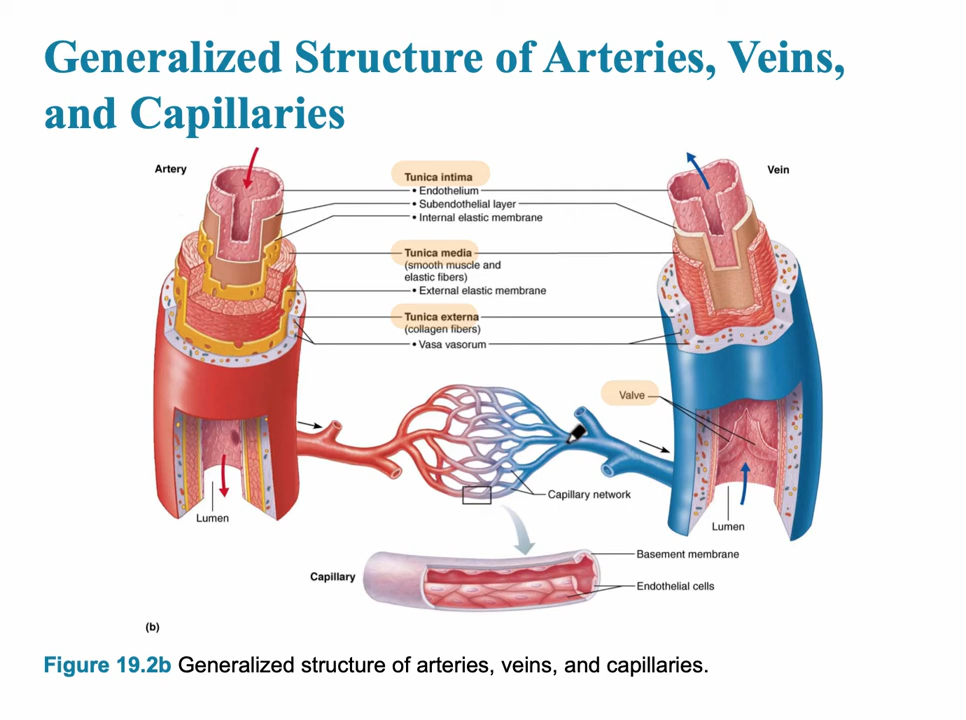 Generalized Structure of Arteries, Veins,
and Capillaries
Artery
Vein
Tunica intima
• Endothelium
• Subendothelial layer
• Internal elastic membrane
Tunica media
(smooth muscle and
elastic fibers)
• External elastic membrane
Tunica externa
(collagen fibers)
• Vasa vasorum
Valve
Capillary network
Lumen
Lumen
Basement membrane
Capillary
Endothelial cells
(b)
Figure 19.2b Generalized structure of arteries, veins, and capillaries.